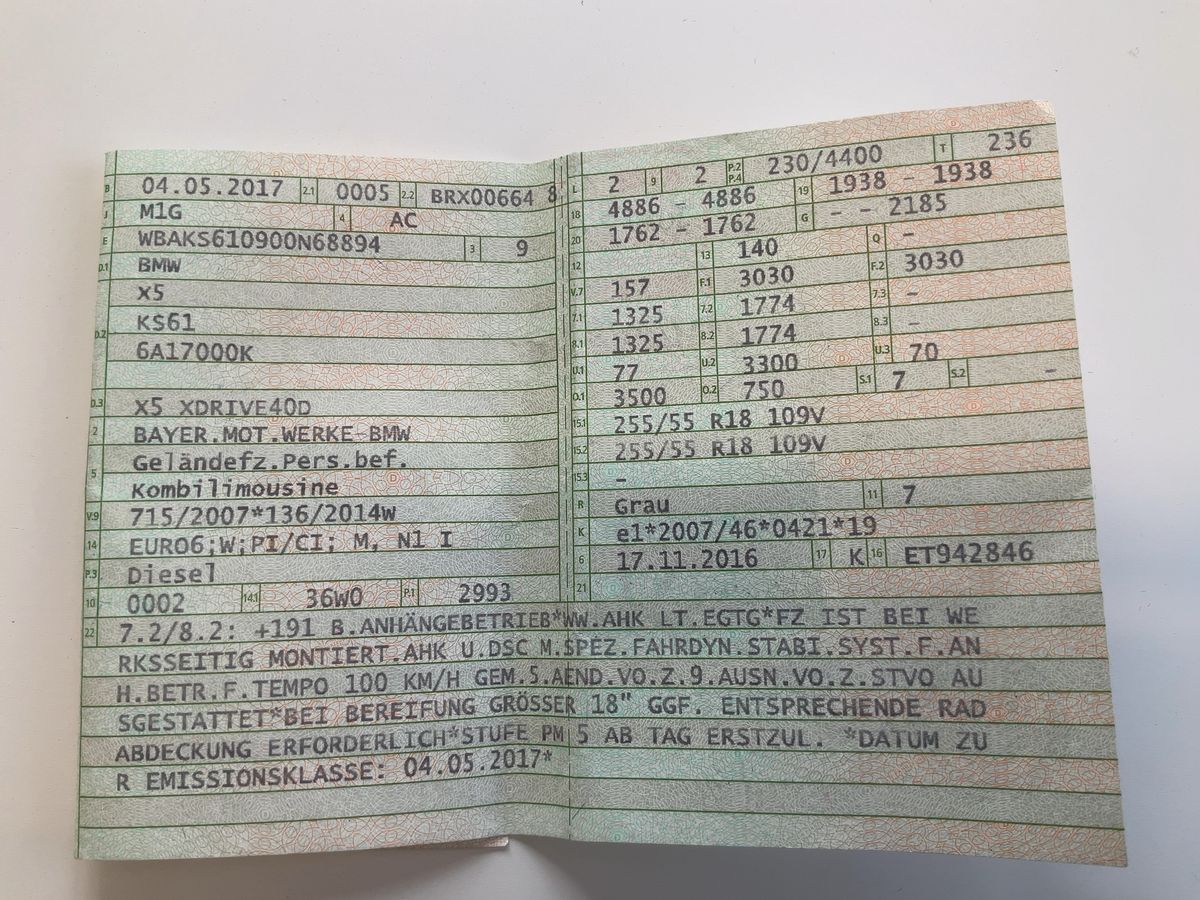 B 04.05.2017 2.1 0005 2.2 BRX00664 8
J M1G 4 AC
E WBAKS610900N68894 3 9
D.1 BMW
X5
D.2 KS61
6A17000K
D.3 X5 XDRIVE40D
2 BAYER.MOT.WERKE-BMW
5 Geländefz.Pers.bef.
Kombilimousine
V.9 715/2007*136/2014W
14 EURO6;W;PI/CI; M, N1 I
P.3 Diesel
10 0002 14.1 36W0 P.1 2993
L 2 9 2 P.2 P.4 230/4400 T 236
18 4886 - 4886 19 1938 - 1938
20 1762 - 1762 G - - 2185
12 13 140 Q -
V.7 157 F.1 3030 F.2 3030
7.1 1325 7.2 1774 7.3 -
8.1 1325 8.2 1774 8.3 -
U.1 77 U.2 3300 U.3 70
O.1 3500 O.2 750 S.1 7 S.2 -
15.1 255/55 R18 109V
15.2 255/55 R18 109V
15.3 -
R Grau 11 7
K e1*2007/46*0421*19
6 17.11.2016 17 K 16 ET942846
21
22 7.2/8.2: +191 B.ANHÄNGEBETRIEB*WW.AHK LT.EGTG*FZ IST BEI WE
RKSSEITIG MONTIERT.AHK U.DSC M.SPEZ.FAHRDYN.STABI.SYST.F.AN
H.BETR.F.TEMPO 100 KM/H GEM.5.AEND.VO.Z.9.AUSN.VO.Z.STVO AU
SGESTATTET*BEI BEREIFUNG GRÖSSER 18" GGF. ENTSPRECHENDE RAD
ABDECKUNG ERFORDERLICH*STUFE PM 5 AB TAG ERSTZUL. *DATUM ZU
R EMISSIONSKLASSE: 04.05.2017*